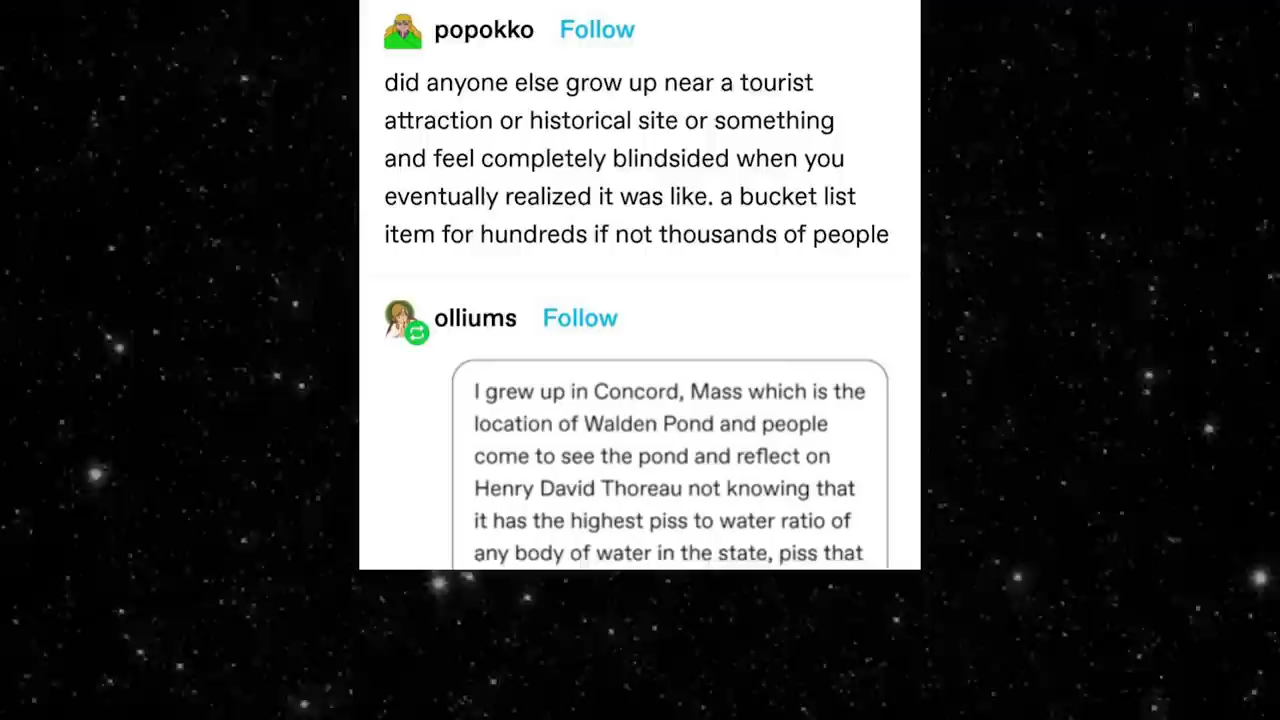 popokko Follow
did anyone else grow up near a tourist
attraction or historical site or something
and feel completely blindsided when you
eventually realized it was like. a bucket list
item for hundreds if not thousands of people
olliums Follow
I grew up in Concord, Mass which is the
location of Walden Pond and people
come to see the pond and reflect on
Henry David Thoreau not knowing that
it has the highest piss to water ratio of
any body of water in the state, piss that